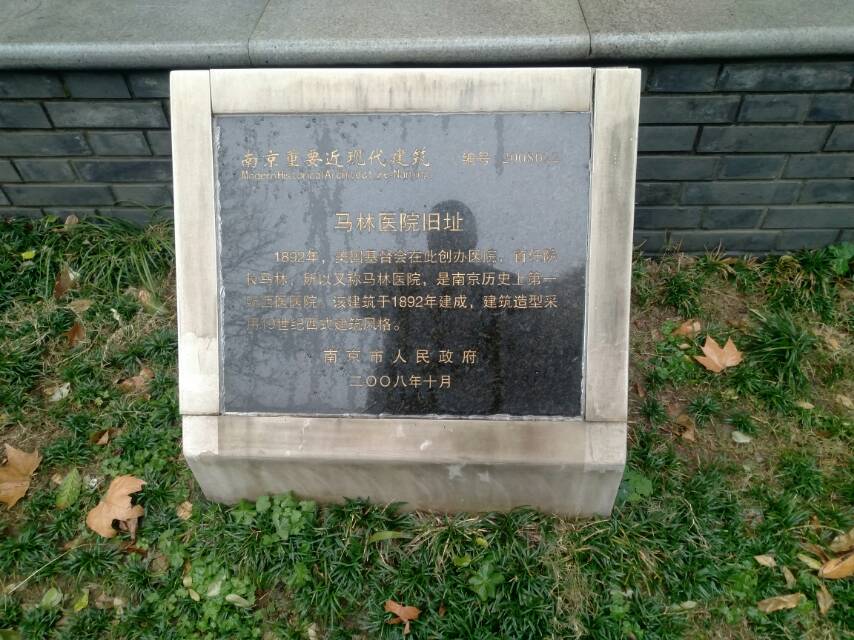 南京重要近现代建筑 编号
Modern Historical Architecture Nanjing
马林医院旧址
1892年，美国基督会在此创办医院，首任院
长马林，所以又称马林医院，是南京历史上第一
所西医医院。该建筑于1892年建成，建筑造型采
用19世纪西式建筑风格。
南京市人民政府
二〇〇八年十月